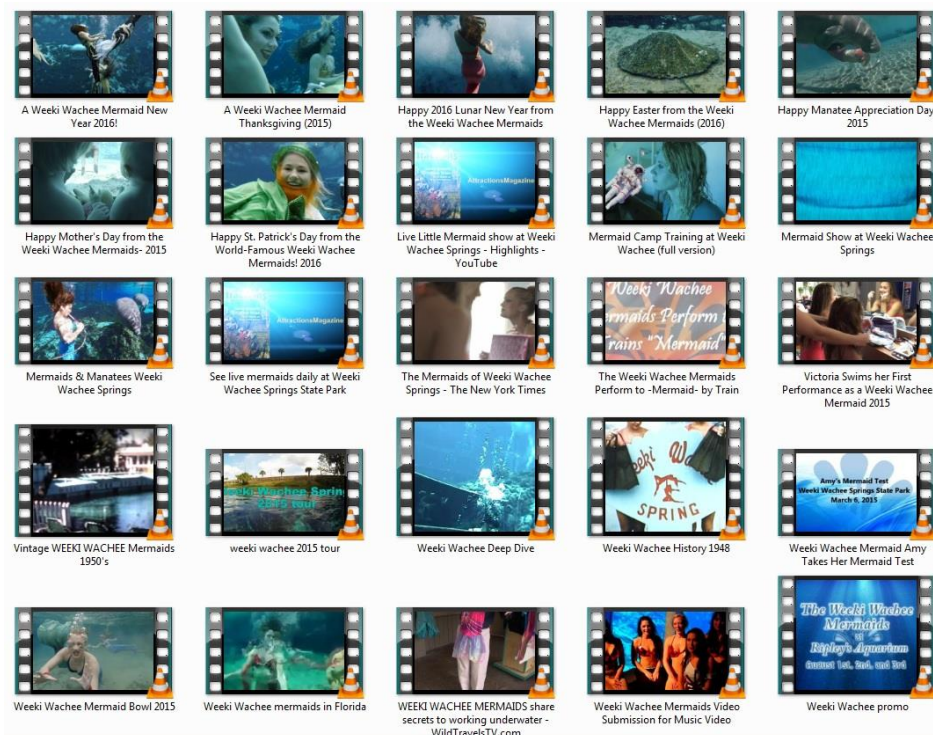 A Weeki Wachee Mermaid New
Year 2016!
A Weeki Wachee Mermaid
Thanksgiving (2015)
Happy 2016 Lunar New Year from
the Weeki Wachee Mermaids
Happy Easter from the Weeki
Wachee Mermaids (2016)
Happy Manatee Appreciation Day
2015
AttractionsMagazine
Happy Mother's Day from the
Weeki Wachee Mermaids- 2015
Happy St. Patrick's Day from the
World-Famous Weeki Wachee
Mermaids! 2016
Live Little Mermaid show at Weeki
Wachee Springs - Highlights -
YouTube
Mermaid Camp Training at Weeki
Wachee (full version)
Mermaid Show at Weeki Wachee
Springs
AttractionsMagazine
Weeki Wachee
ermaids Perform
Trains "Mermaid"
Mermaids & Manatees Weeki
Wachee Springs
See live mermaids daily at Weeki
Wachee Springs State Park
The Mermaids of Weeki Wachee
Springs - The New York Times
The Weeki Wachee Mermaids
Perform to -Mermaid- by Train
Victoria Swims her First
Performance as a Weeki Wachee
Mermaid 2015
Weeki Wachee Sprin
2015 tour
eeki Wa
SPRING
Amy's Mermaid Test
Weeki Wachee Springs State Park
March 6, 2015
Vintage WEEKI WACHEE Mermaids
1950's
weeki wachee 2015 tour
Weeki Wachee Deep Dive
Weeki Wachee History 1948
Weeki Wachee Mermaid Amy
Takes Her Mermaid Test
The Weeki Wachee
Mermaids
at
Ripley's Aquarium
August 1st, 2nd, and 3rd
Weeki Wachee Mermaid Bowl 2015
Weeki Wachee mermaids in Florida
WEEKI WACHEE MERMAIDS share
secrets to working underwater -
WildTravelsTV.com
Weeki Wachee Mermaids Video
Submission for Music Video
Weeki Wachee promo